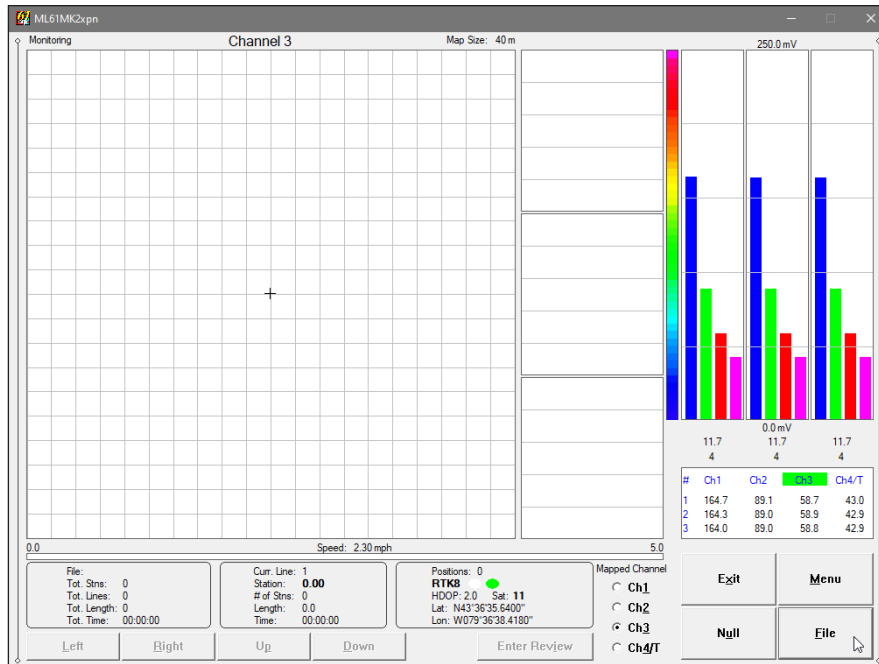 ML61MK2xpn
Monitoring Channel 3 Map Size: 40 m
250.0 mV
0.0 mV
11.7 11.7 11.7
4 4 4
# Ch1 Ch2 Ch3 Ch4/T
1 164.7 89.1 58.7 43.0
2 164.3 89.0 58.9 42.9
3 164.0 89.0 58.8 42.9
0.0 Speed: 2.30 mph 5.0
File:
Tot. Stns: 0
Tot. Lines: 0
Tot. Length: 0
Tot. Time: 00:00:00
Curr. Line: 1
Station: 0.00
# of Stns: 0
Length: 0.0
Time: 00:00:00
Positions: 0
RTK8
HDOP: 2.0 Sat: 11
Lat: N43°36'35.6400"
Lon: W079°36'38.4180"
Mapped Channel
Ch1
Ch2
Ch3
Ch4/T
Exit Menu
Null File
Left Right Up Down Enter Review